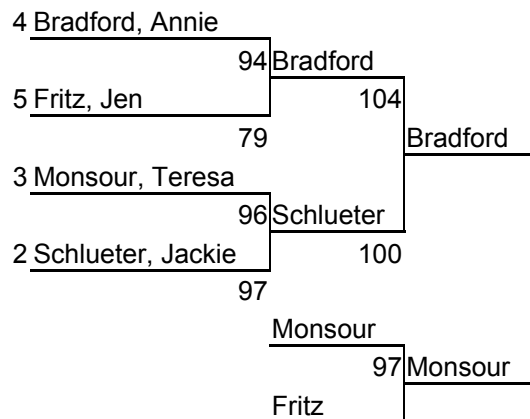 4 Bradford, Annie
94 Bradford
5 Fritz, Jen 104
79 Bradford
3 Monsour, Teresa
96 Schlueter
2 Schlueter, Jackie 100
97
Monsour
97 Monsour
Fritz